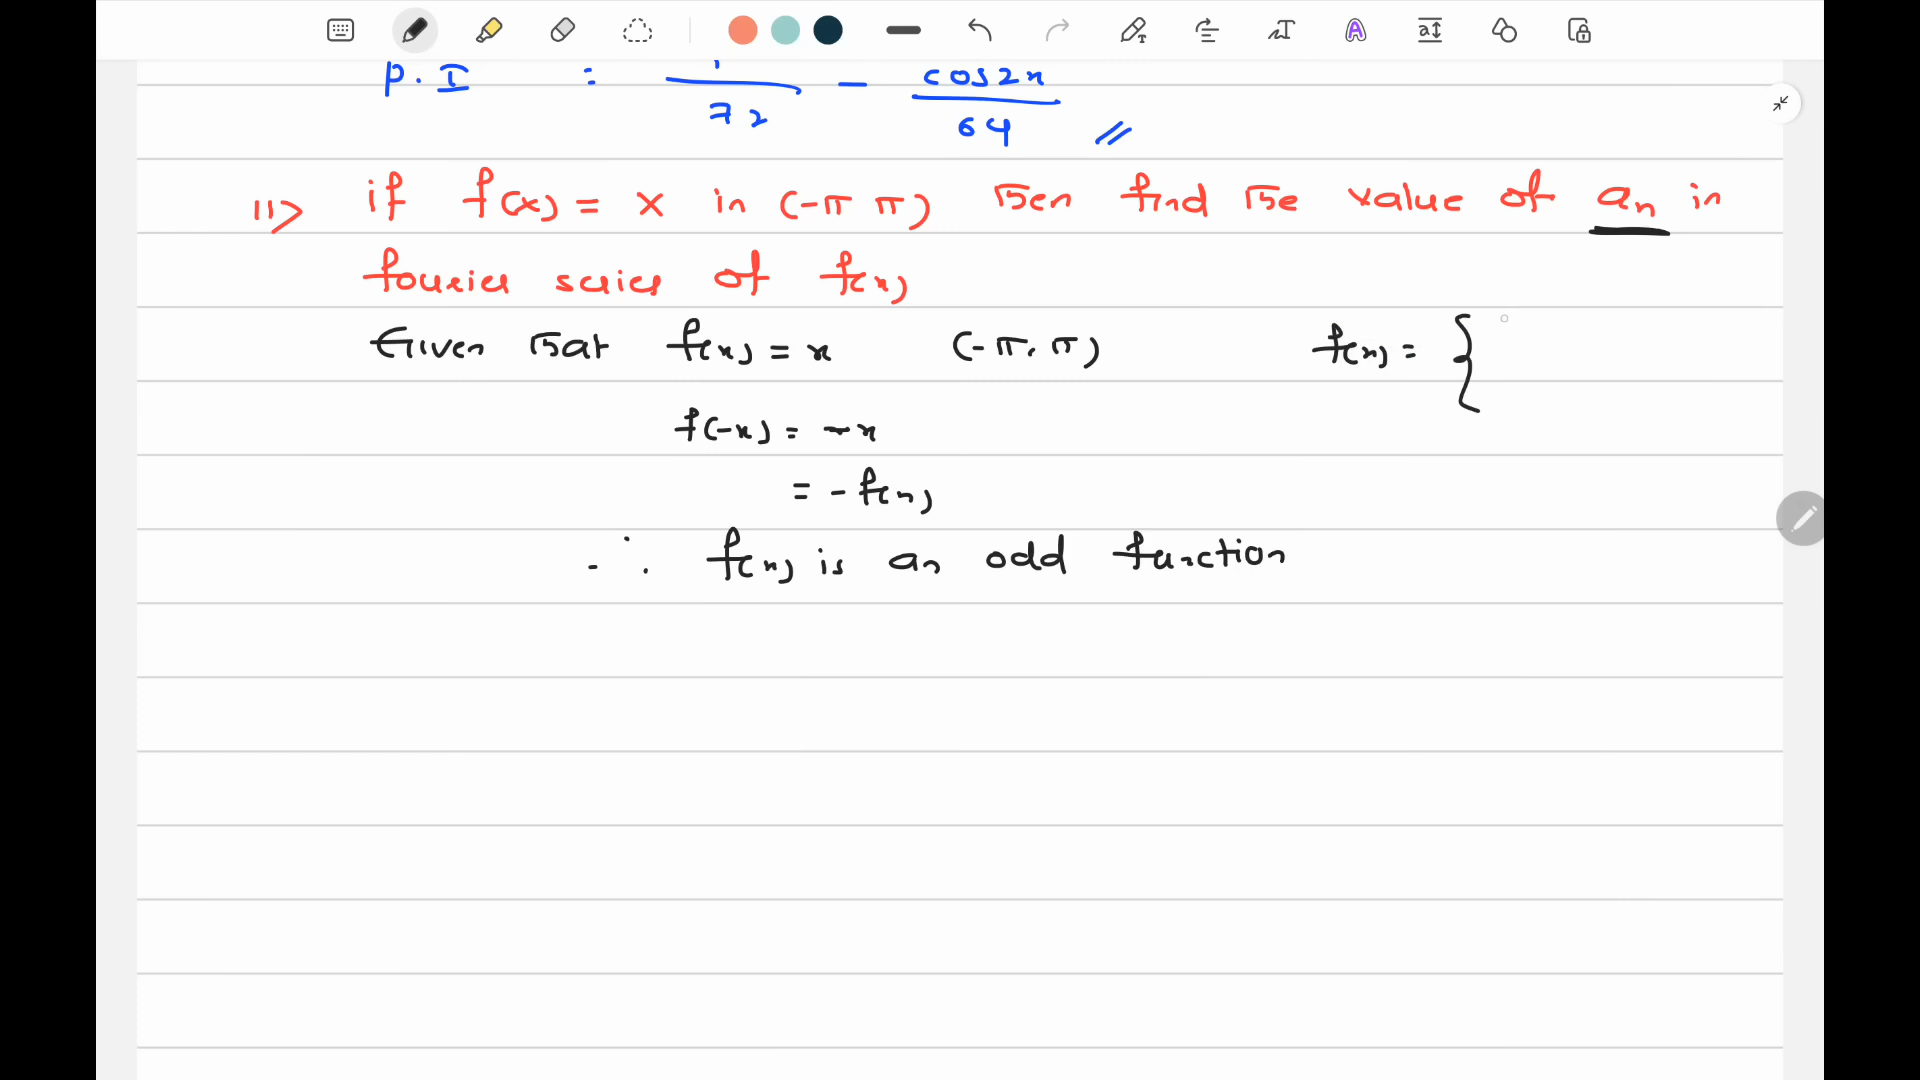 P.I = 1/72 - cos2x/64 //
11> if f(x) = x in (-π π) then find the value of an in
fourier series of f(x)
Given that f(x) = x (-π, π) f(x) = {
f(-x) = -x
= -f(x)
∴ f(x) is an odd function